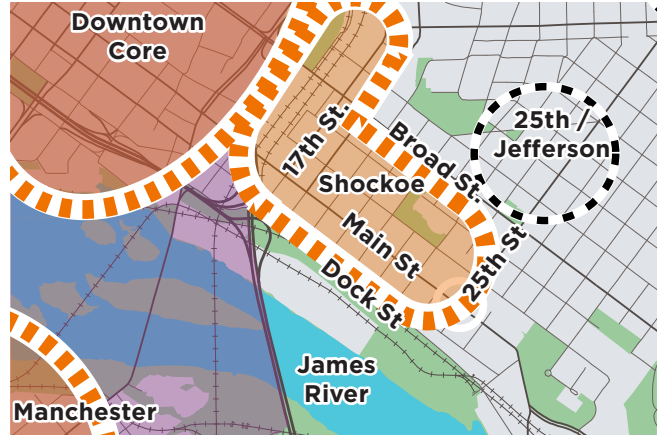 Downtown
Core
25th /
Jefferson
17th St.
Broad St.
Shockoe
Main St
25th St
Dock St
James
River
Manchester